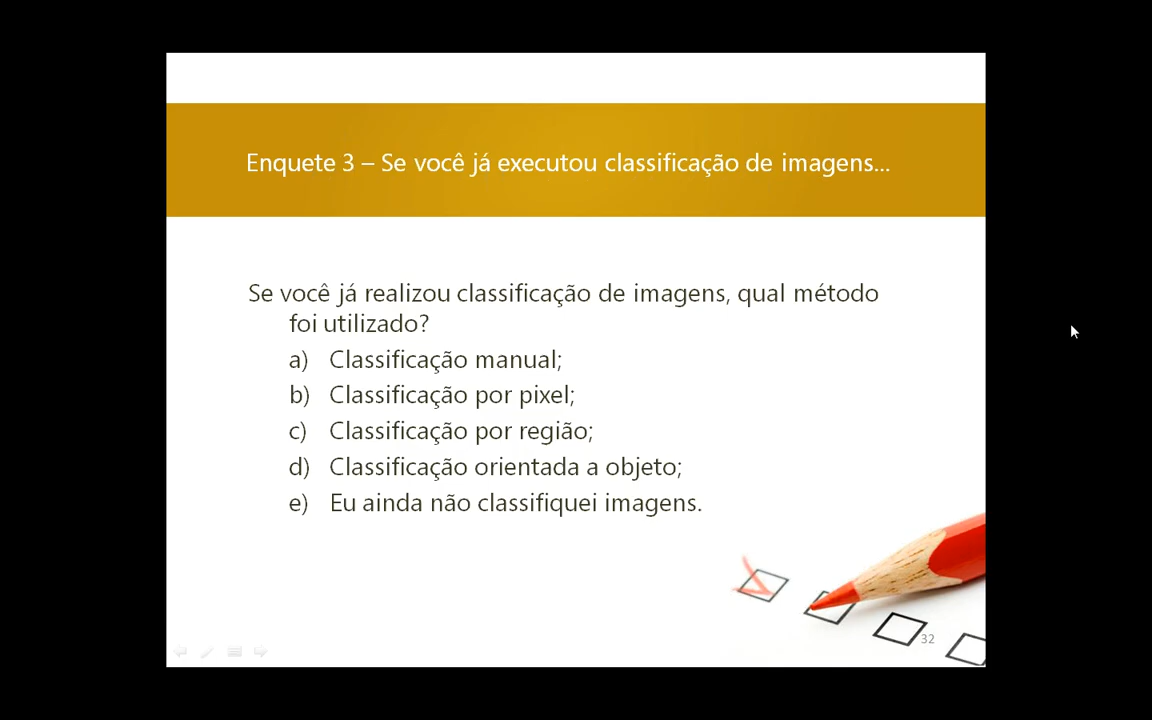 Enquete 3 – Se você já executou classificação de imagens...
Se você já realizou classificação de imagens, qual método
foi utilizado?
a) Classificação manual;
b) Classificação por pixel;
c) Classificação por região;
d) Classificação orientada a objeto;
e) Eu ainda não classifiquei imagens.
32